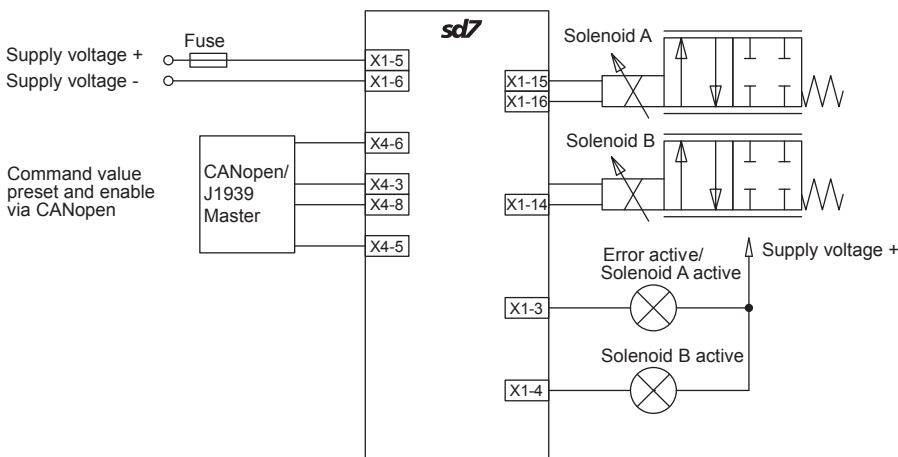 sd7
Fuse
Supply voltage +
Supply voltage -
X1-5
X1-6
Solenoid A
X1-15
X1-16
Command value
preset and enable
via CANopen
CANopen/
J1939
Master
X4-6
X4-3
X4-8
X4-5
Solenoid B
X1-14
Supply voltage +
Error active/
Solenoid A active
X1-3
Solenoid B active
X1-4